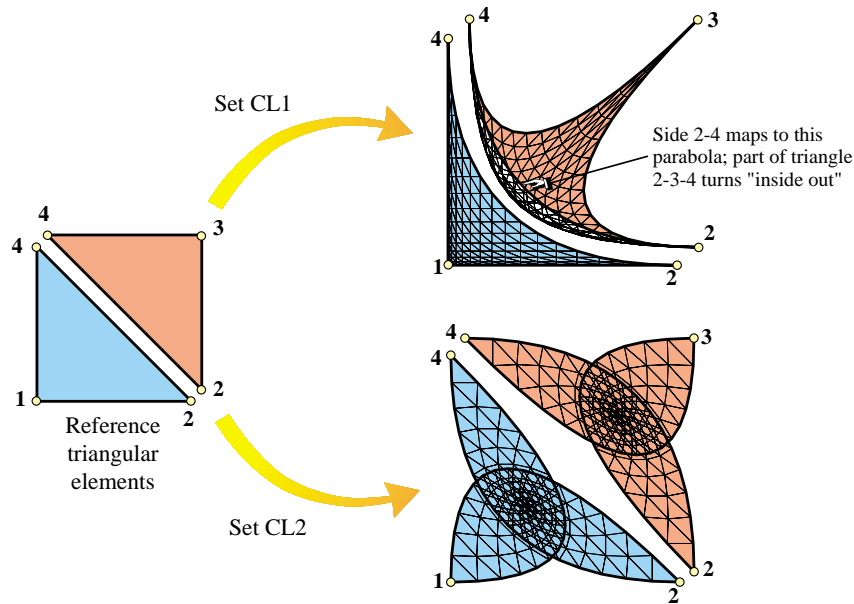 4
3
4
Set CL1
Side 2-4 maps to this
parabola; part of triangle
2-3-4 turns "inside out"
2
1
2
4
3
4
2
1
2
Reference
triangular
elements
4
3
4
Set CL2
2
1
2